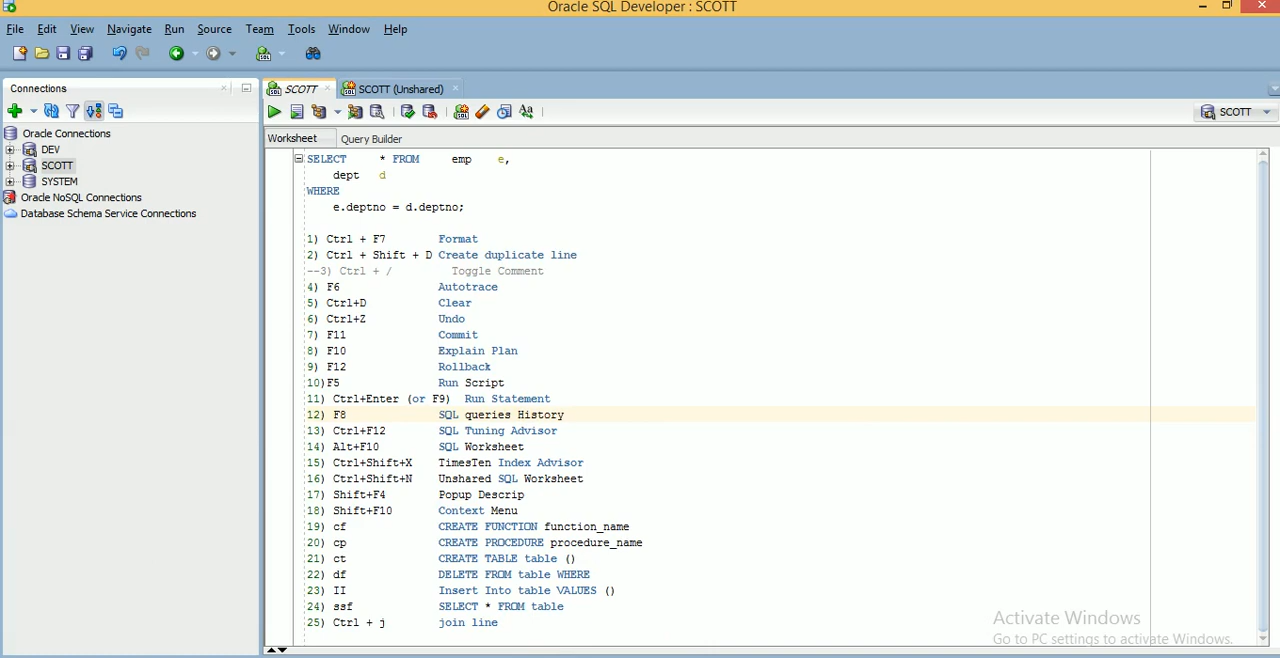 Oracle SQL Developer : SCOTT
File Edit View Navigate Run Source Team Tools Window Help
Connections
SCOTT SCOTT (Unshared)
SCOTT
Oracle Connections
DEV
SCOTT
SYSTEM
Oracle NoSQL Connections
Database Schema Service Connections
Worksheet Query Builder
SELECT * FROM emp e,
dept d
WHERE
e.deptno = d.deptno;
1) Ctrl + F7 Format
2) Ctrl + Shift + D Create duplicate line
--3) Ctrl + / Toggle Comment
4) F6 Autotrace
5) Ctrl+D Clear
6) Ctrl+Z Undo
7) F11 Commit
8) F10 Explain Plan
9) F12 Rollback
10)F5 Run Script
11) Ctrl+Enter (or F9) Run Statement
12) F8 SQL queries History
13) Ctrl+F12 SQL Tuning Advisor
14) Alt+F10 SQL Worksheet
15) Ctrl+Shift+X TimesTen Index Advisor
16) Ctrl+Shift+N Unshared SQL Worksheet
17) Shift+F4 Popup Descrip
18) Shift+F10 Context Menu
19) cf CREATE FUNCTION function_name
20) cp CREATE PROCEDURE procedure_name
21) ct CREATE TABLE table ()
22) df DELETE FROM table WHERE
23) II Insert Into table VALUES ()
24) ssf SELECT * FROM table
25) Ctrl + j join line
Activate Windows
Go to PC settings to activate Windows.